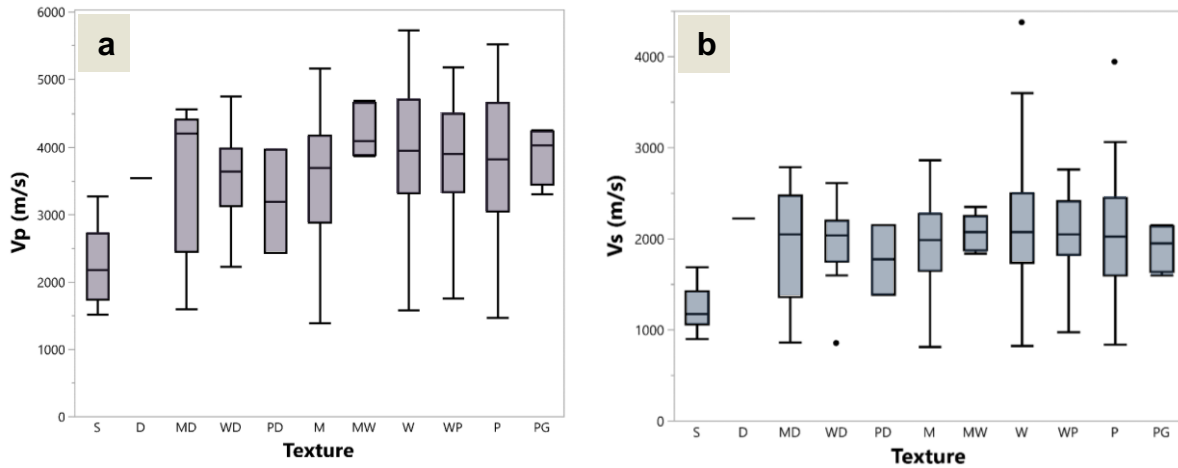 a
6000
5000
4000
3000
2000
1000
0
Vp (m/s)
S D MD WD PD M MW W WP P PG
Texture
b
4000
3000
2000
1000
0
Vs (m/s)
S D MD WD PD M MW W WP P PG
Texture